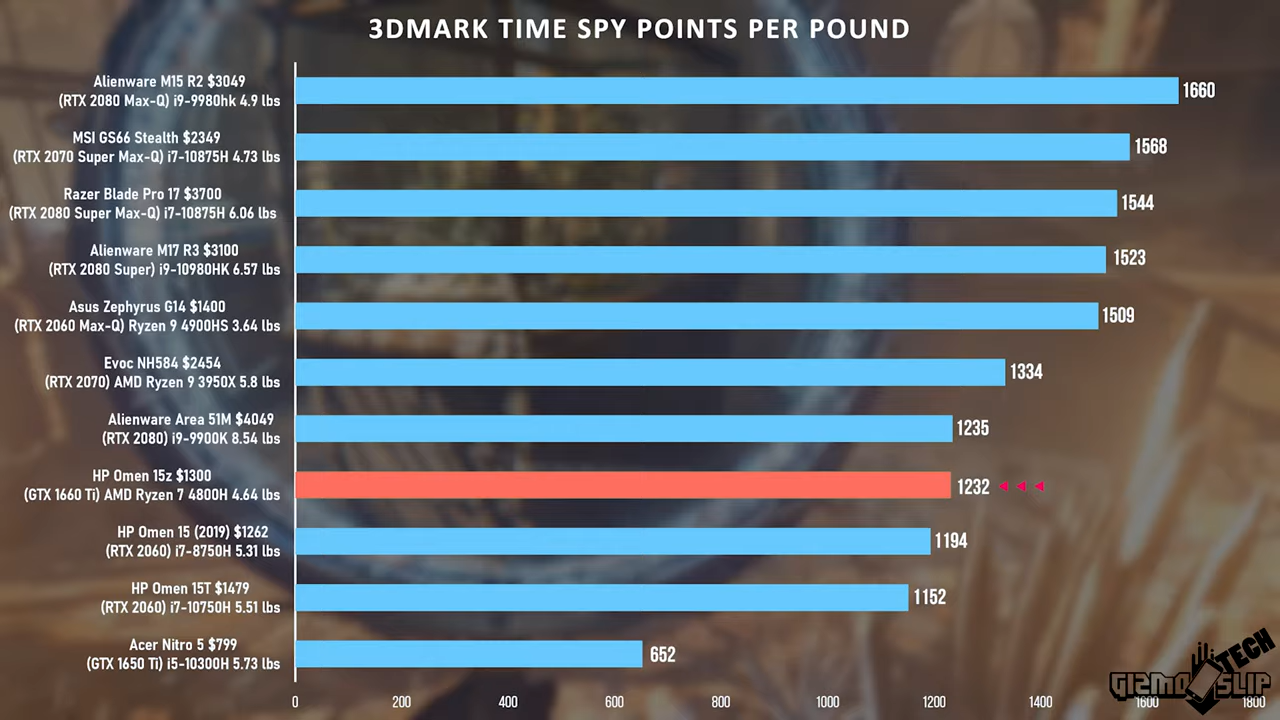 3DMARK TIME SPY POINTS PER POUND
Alienware M15 R2 $3049
(RTX 2080 Max-Q) i9-9980hk 4.9 lbs
1660
MSI GS66 Stealth $2349
(RTX 2070 Super Max-Q) i7-10875H 4.73 lbs
1568
Razer Blade Pro 17 $3700
(RTX 2080 Super Max-Q) i7-10875H 6.06 lbs
1544
Alienware M17 R3 $3100
(RTX 2080 Super) i9-10980HK 6.57 lbs
1523
Asus Zephyrus G14 $1400
(RTX 2060 Max-Q) Ryzen 9 4900HS 3.64 lbs
1509
Evoc NH584 $2454
(RTX 2070) AMD Ryzen 9 3950X 5.8 lbs
1334
Alienware Area 51M $4049
(RTX 2080) i9-9900K 8.54 lbs
1235
HP Omen 15z $1300
(GTX 1660 Ti) AMD Ryzen 7 4800H 4.64 lbs
1232
HP Omen 15 (2019) $1262
(RTX 2060) i7-8750H 5.31 lbs
1194
HP Omen 15T $1479
(RTX 2060) i7-10750H 5.51 lbs
1152
Acer Nitro 5 $799
(GTX 1650 Ti) i5-10300H 5.73 lbs
652
0 200 400 600 800 1000 1200 1400 1600 1800
TECH
GIZMO SLIP